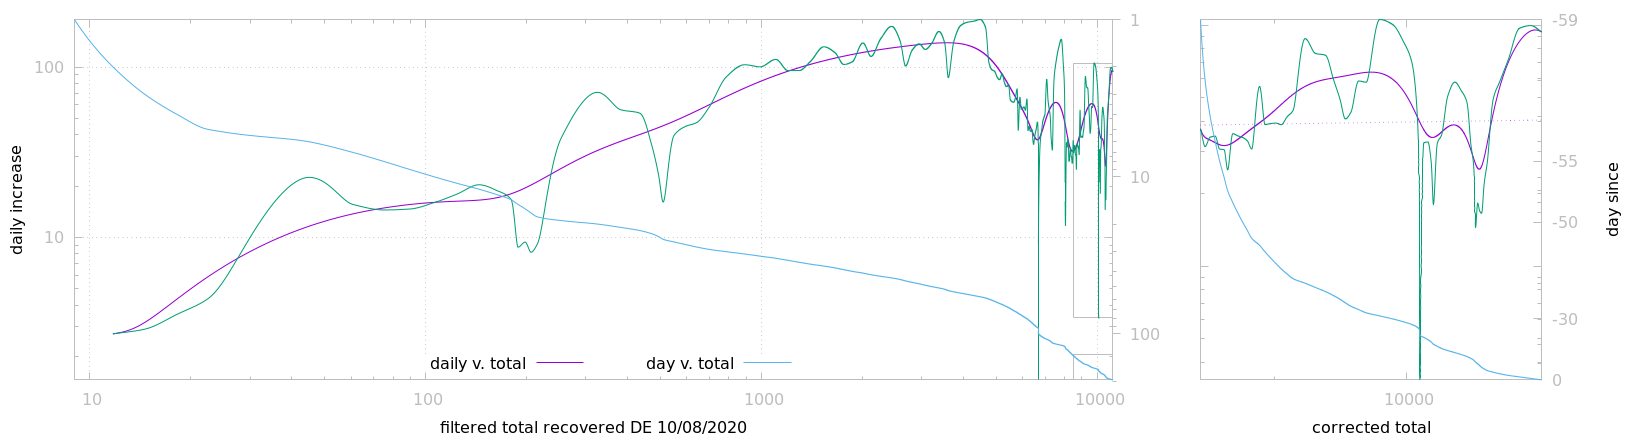 daily increase
100
10
daily v. total
day v. total
10
100
1000
10000
filtered total recovered DE 10/08/2020
1
10
100
10000
corrected total
-59
-55
-50
-30
0
day since